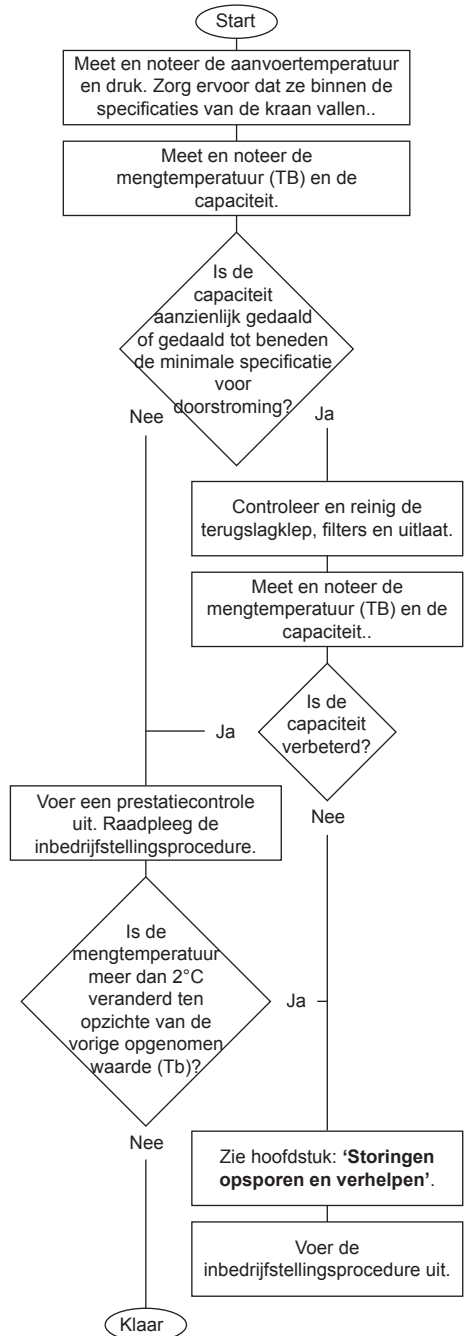 Start
Meet en noteer de aanvoertemperatuur
en druk. Zorg ervoor dat ze binnen de
specificaties van de kraan vallen..
Meet en noteer de
mengtemperatuur (TB) en de
capaciteit.
Is de
capaciteit
aanzienlijk gedaald
of gedaald tot beneden
de minimale specificatie
voor
doorstroming?
Nee
Ja
Controleer en reinig de
terugslagklep, filters en uitlaat.
Meet en noteer de
mengtemperatuur (TB) en de
capaciteit..
Is de
capaciteit
verbeterd?
Ja
Nee
Voer een prestatiecontrole
uit. Raadpleeg de
inbedrijfstellingsprocedure.
Is de
mengtemperatuur
meer dan 2°C
veranderd ten
opzichte van de
vorige opgenomen
waarde (Tb)?
Ja
Nee
Zie hoofdstuk: ‘Storingen
opsporen en verhelpen’.
Voer de
inbedrijfstellingsprocedure uit.
Klaar